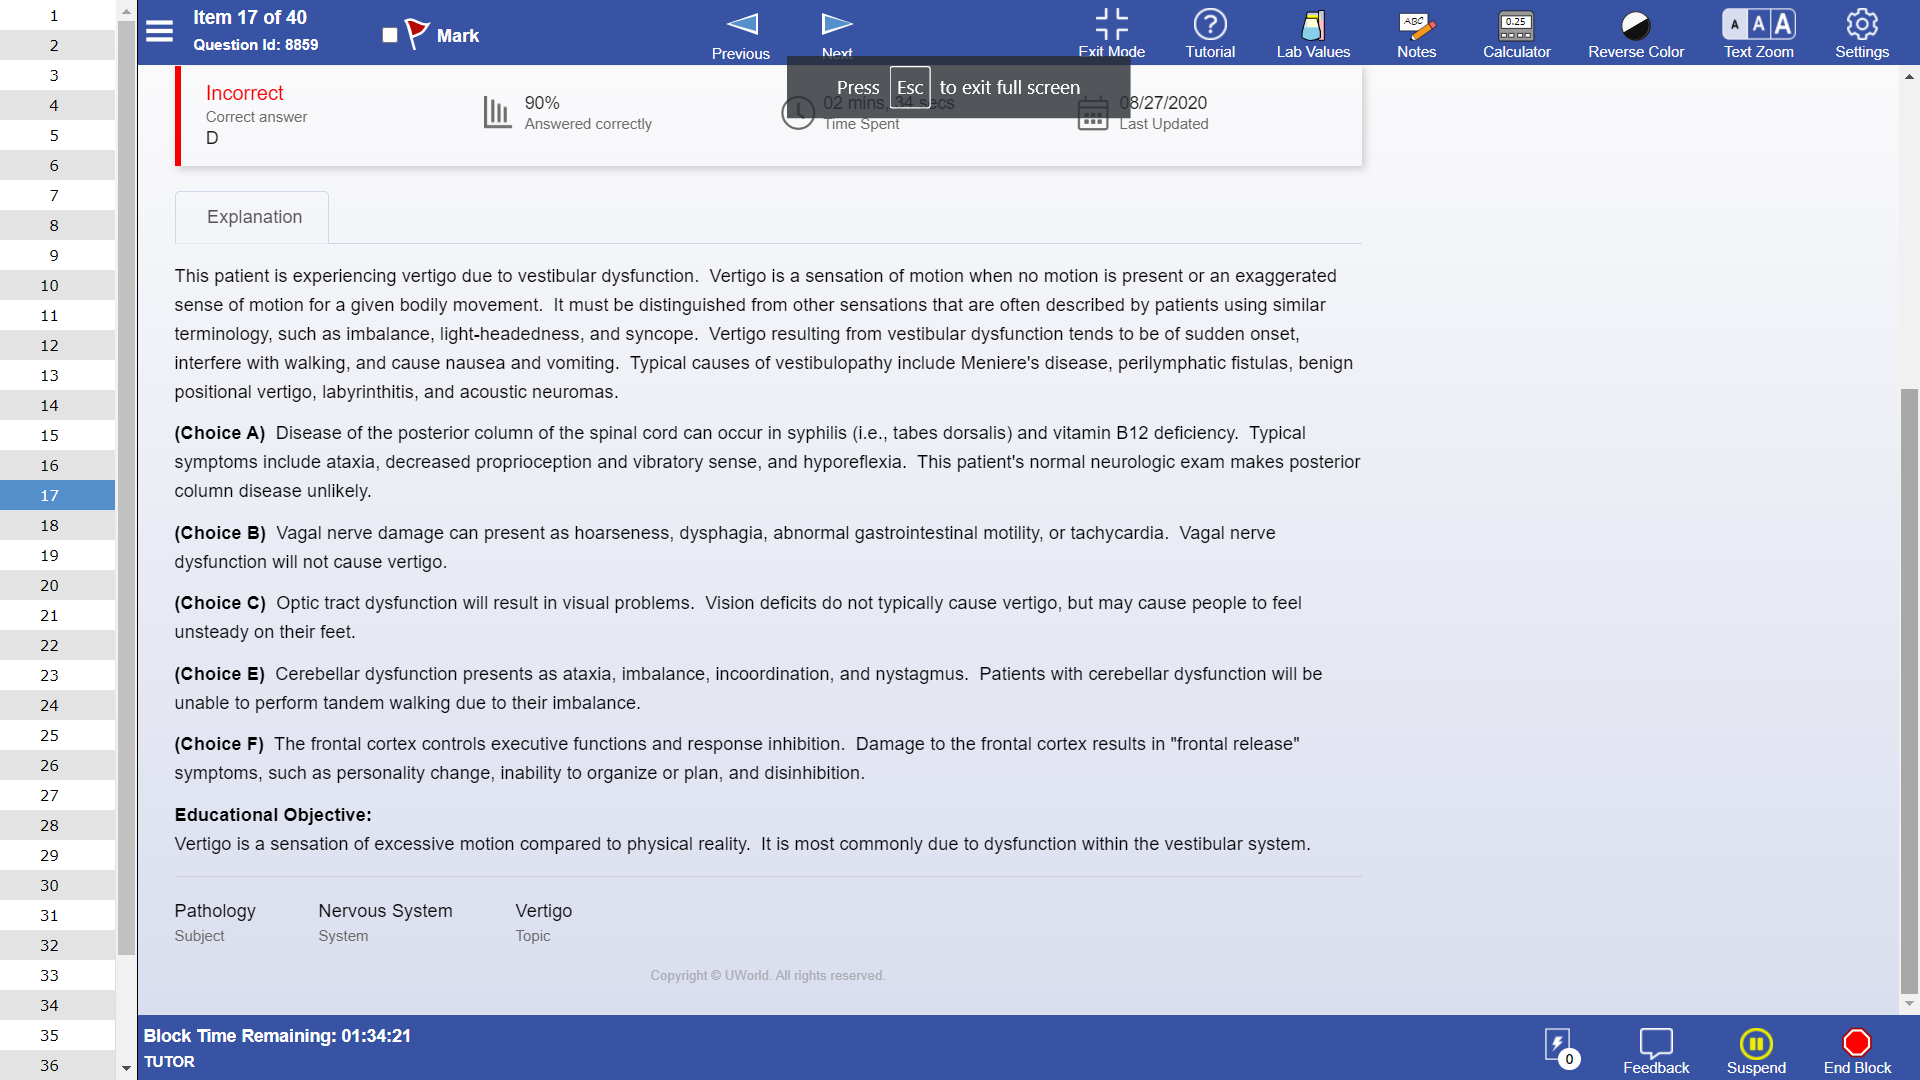 1
2
3
4
5
6
7
8
9
10
11
12
13
14
15
16
17
18
19
20
21
22
23
24
25
26
27
28
29
30
31
32
33
34
35
36
Item 17 of 40
Question Id: 8859
Mark
Previous
Next
Exit Mode
Tutorial
Lab Values
ABC
Notes
0.25
Calculator
Reverse Color
A A A
Text Zoom
Settings
Press Esc to exit full screen
Incorrect
Correct answer
D
90%
Answered correctly
02 mins, 34 secs
Time Spent
08/27/2020
Last Updated
Explanation
This patient is experiencing vertigo due to vestibular dysfunction.  Vertigo is a sensation of motion when no motion is present or an exaggerated
sense of motion for a given bodily movement.  It must be distinguished from other sensations that are often described by patients using similar
terminology, such as imbalance, light-headedness, and syncope.  Vertigo resulting from vestibular dysfunction tends to be of sudden onset,
interfere with walking, and cause nausea and vomiting.  Typical causes of vestibulopathy include Meniere's disease, perilymphatic fistulas, benign
positional vertigo, labyrinthitis, and acoustic neuromas.
(Choice A)  Disease of the posterior column of the spinal cord can occur in syphilis (i.e., tabes dorsalis) and vitamin B12 deficiency.  Typical
symptoms include ataxia, decreased proprioception and vibratory sense, and hyporeflexia.  This patient's normal neurologic exam makes posterior
column disease unlikely.
(Choice B)  Vagal nerve damage can present as hoarseness, dysphagia, abnormal gastrointestinal motility, or tachycardia.  Vagal nerve
dysfunction will not cause vertigo.
(Choice C)  Optic tract dysfunction will result in visual problems.  Vision deficits do not typically cause vertigo, but may cause people to feel
unsteady on their feet.
(Choice E)  Cerebellar dysfunction presents as ataxia, imbalance, incoordination, and nystagmus.  Patients with cerebellar dysfunction will be
unable to perform tandem walking due to their imbalance.
(Choice F)  The frontal cortex controls executive functions and response inhibition.  Damage to the frontal cortex results in "frontal release"
symptoms, such as personality change, inability to organize or plan, and disinhibition.
Educational Objective:
Vertigo is a sensation of excessive motion compared to physical reality.  It is most commonly due to dysfunction within the vestibular system.
Pathology
Subject
Nervous System
System
Vertigo
Topic
Copyright © UWorld. All rights reserved.
Block Time Remaining: 01:34:21
TUTOR
0
Feedback
Suspend
End Block